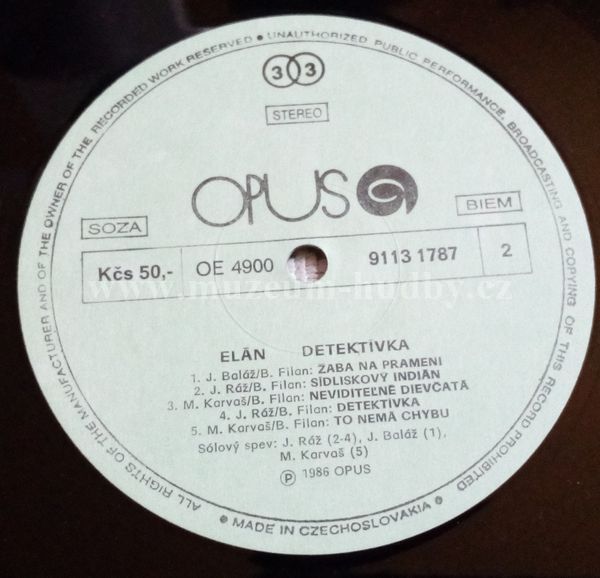 ALL RIGHTS OF THE MANUFACTURER AND OF THE OWNER OF THE RECORDED WORK RESERVED ● UNAUTHORIZED PUBLIC PERFORMANCE, BROADCASTING AND COPYING OF THIS RECORD PROHIBITED
33
STEREO
OPUS
SOZA
BIEM
Kčs 50,- OE 4900 9113 1787 2
www.muzeum-hudby.cz
ELÁN DETEKTÍVKA
1. J. Baláž/B. Filan: ŽABA NA PRAMENI
2. J. Ráž/B. Filan: SÍDLISKOVÝ INDIÁN
3. M. Karvaš/B. Filan: NEVIDITEĽNÉ DIEVČATÁ
4. J. Ráž/B. Filan: DETEKTÍVKA
5. M. Karvaš/B. Filan: TO NEMÁ CHYBU
Sólový spev: J. Ráž (2-4), J. Baláž (1),
M. Karvaš (5)
Ⓟ 1986 OPUS
● MADE IN CZECHOSLOVAKIA ●